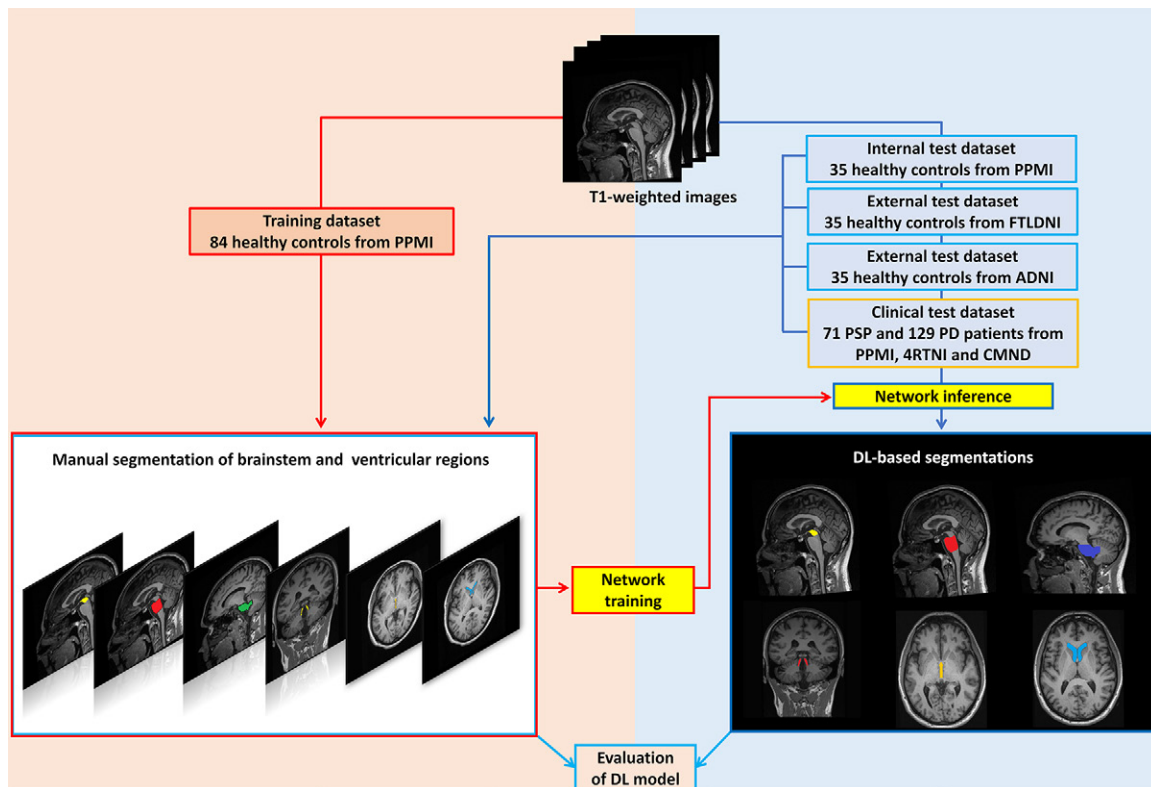 T1-weighted images
Training dataset
84 healthy controls from PPMI
Internal test dataset
35 healthy controls from PPMI
External test dataset
35 healthy controls from FTLDNI
External test dataset
35 healthy controls from ADNI
Clinical test dataset
71 PSP and 129 PD patients from
PPMI, 4RTNI and CMND
Network inference
Manual segmentation of brainstem and ventricular regions
Network
training
DL-based segmentations
Evaluation
of DL model